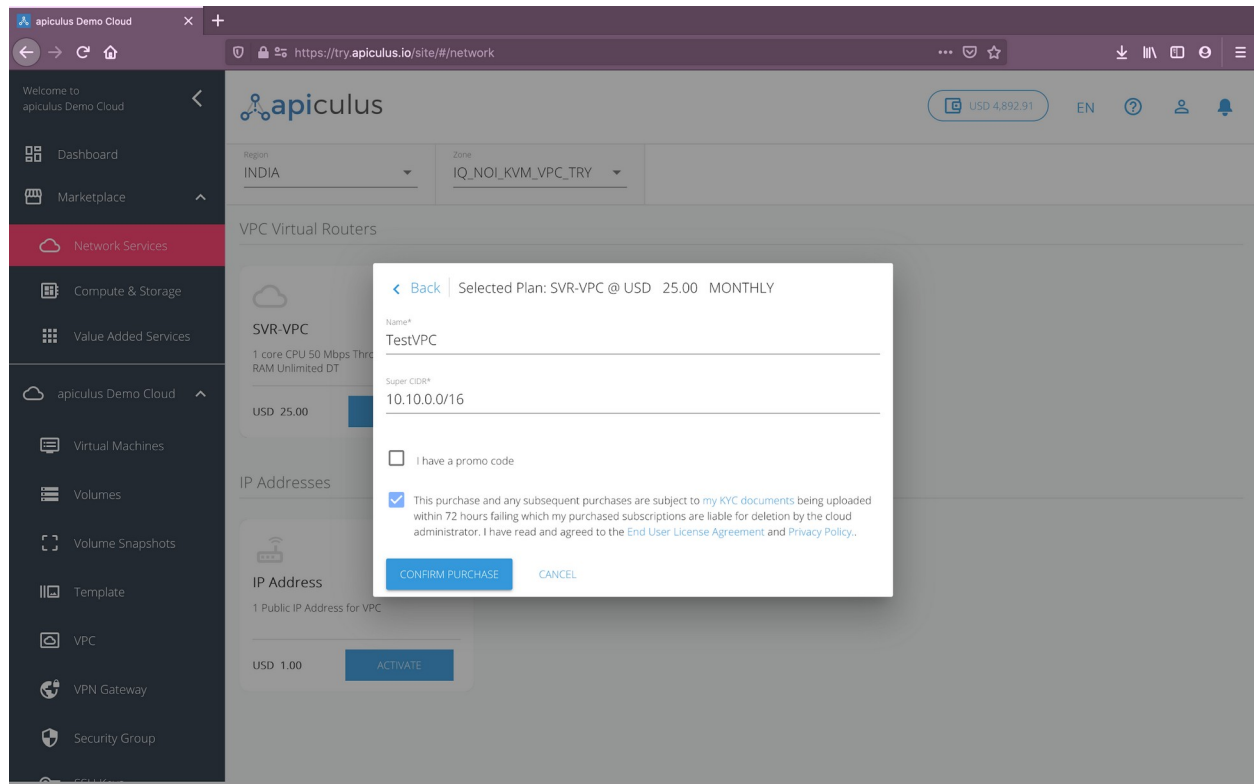 apiculus Demo Cloud
https://try.apiculus.io/site/#/network
Welcome to
apiculus Demo Cloud
apiculus
USD 4,892.91
EN
Dashboard
Marketplace
Network Services
Compute & Storage
Value Added Services
apiculus Demo Cloud
Virtual Machines
Volumes
Volume Snapshots
Template
VPC
VPN Gateway
Security Group
Region
INDIA
Zone
IQ_NOI_KVM_VPC_TRY
VPC Virtual Routers
SVR-VPC
1 core CPU 50 Mbps
RAM Unlimited DT
USD 25.00
Back
Selected Plan: SVR-VPC @ USD 25.00 MONTHLY
Name*
TestVPC
Super CIDR*
10.10.0.0/16
I have a promo code
This purchase and any subsequent purchases are subject to my KYC documents being uploaded
within 72 hours failing which my purchased subscriptions are liable for deletion by the cloud
administrator. I have read and agreed to the End User License Agreement and Privacy Policy..
CONFIRM PURCHASE
CANCEL
IP Addresses
IP Address
1 Public IP Address for VPC
USD 1.00
ACTIVATE